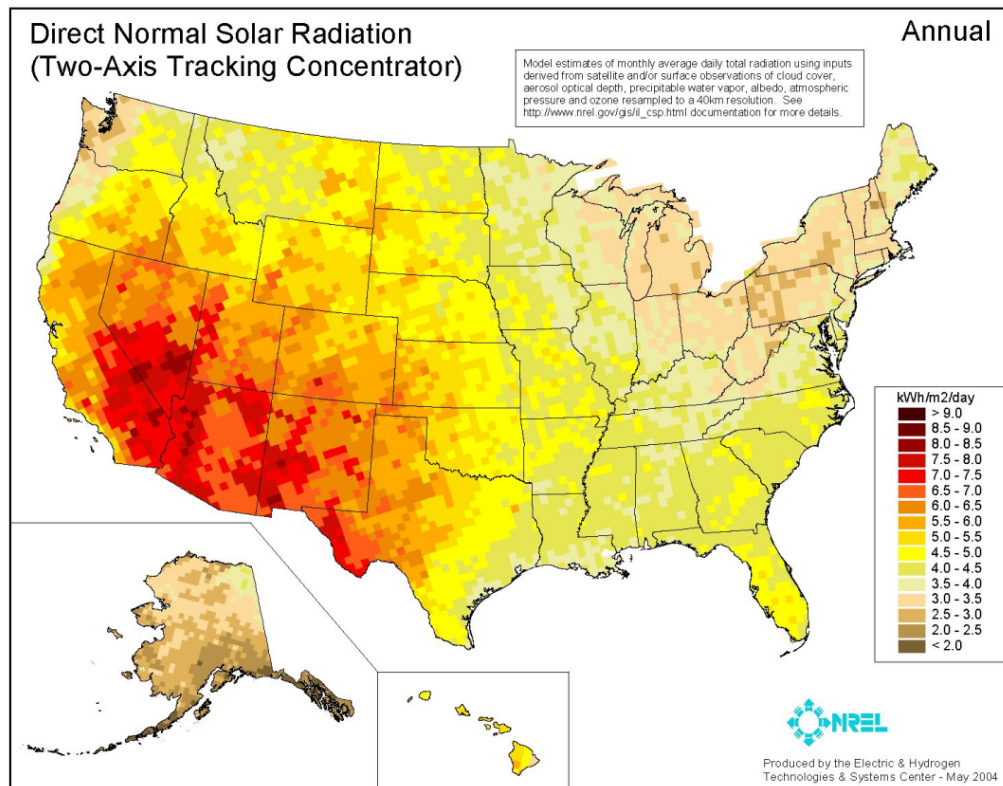 Direct Normal Solar Radiation
(Two-Axis Tracking Concentrator)
Annual
Model estimates of monthly average daily total radiation using inputs
derived from satellite and/or surface observations of cloud cover,
aerosol optical depth, precipitable water vapor, albedo, atmospheric
pressure and ozone resampled to a 40km resolution. See
http://www.nrel.gov/gis/il_csp.html documentation for more details.
kWh/m2/day
> 9.0
8.5 - 9.0
8.0 - 8.5
7.5 - 8.0
7.0 - 7.5
6.5 - 7.0
6.0 - 6.5
5.5 - 6.0
5.0 - 5.5
4.5 - 5.0
4.0 - 4.5
3.5 - 4.0
3.0 - 3.5
2.5 - 3.0
2.0 - 2.5
< 2.0
NREL
Produced by the Electric & Hydrogen
Technologies & Systems Center - May 2004